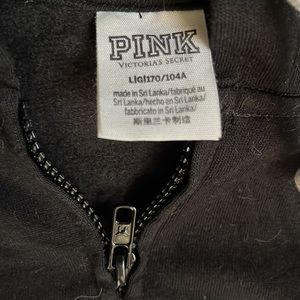 PINK
VICTORIA'S SECRET
L|G|170/104A
made in Sri Lanka/fabriqué au
Sri Lanka/hecho en Sri Lanka/
fabbricato in Sri Lanka/
斯里兰卡制造